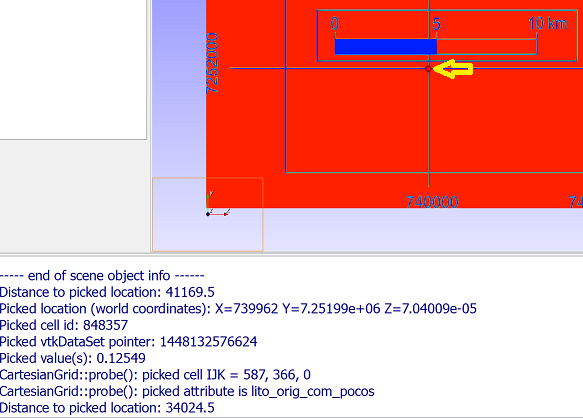 0 5 10 km
7252000
740000
74
----- end of scene object info ------
Distance to picked location: 41169.5
Picked location (world coordinates): X=739962 Y=7.25199e+06 Z=7.04009e-05
Picked cell id: 848357
Picked vtkDataSet pointer: 1448132576624
Picked value(s): 0.12549
CartesianGrid::probe(): picked cell IJK = 587, 366, 0
CartesianGrid::probe(): picked attribute is lito_orig_com_pocos
Distance to picked location: 34024.5